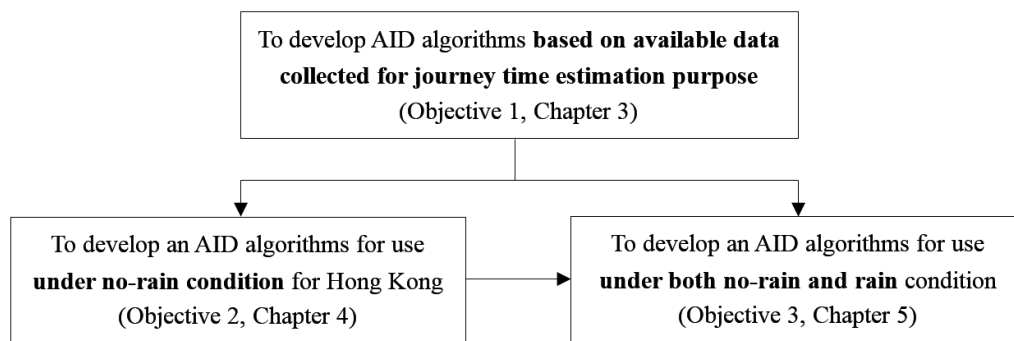 To develop AID algorithms based on available data
collected for journey time estimation purpose
(Objective 1, Chapter 3)
To develop an AID algorithms for use
under no-rain condition for Hong Kong
(Objective 2, Chapter 4)
To develop an AID algorithms for use
under both no-rain and rain condition
(Objective 3, Chapter 5)